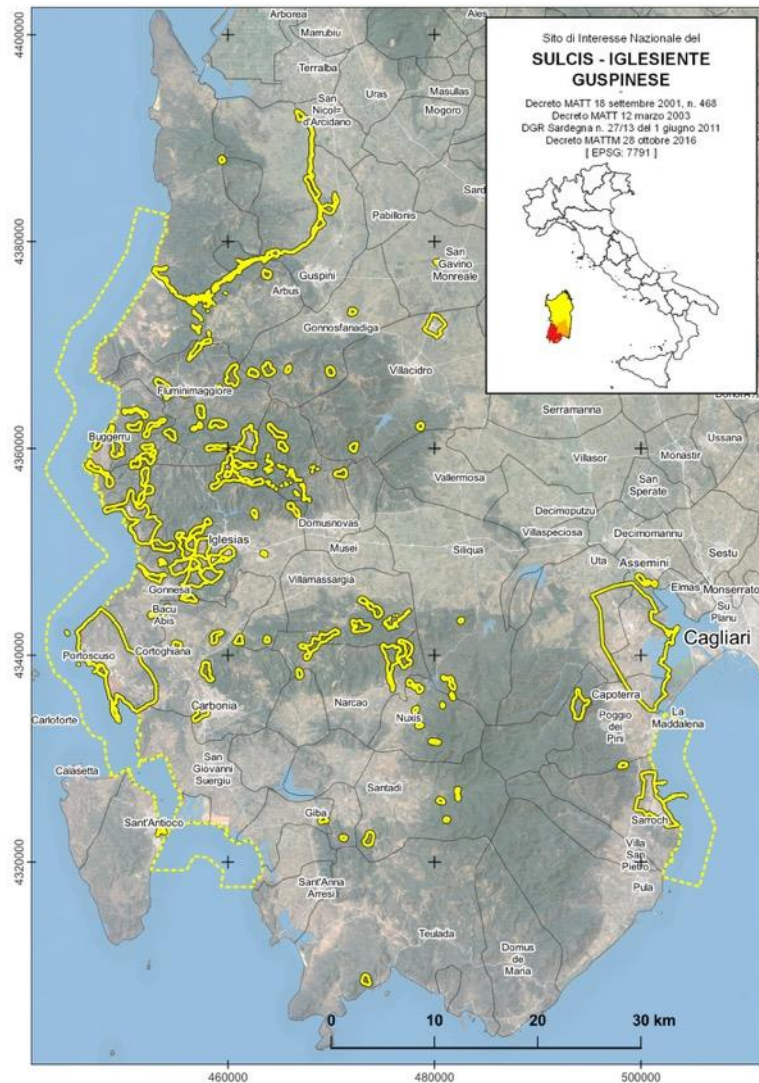 Sito di Interesse Nazionale del
SULCIS - IGLESIENTE
GUSPINESE
Decreto MATT 18 settembre 2001, n. 468
Decreto MATT 12 marzo 2003
DGR Sardegna n. 27/13 del 1 giugno 2011
Decreto MATTM 28 ottobre 2016
[ EPSG: 7791 ]
4400000
4380000
4360000
4340000
4320000
Arborea
Marrubiu
Ales
Terralba
Uras
Masullas
Mogoro
San
Nicol=
d'Arcidano
Sard
Pabillonis
San
Gavino
Monreale
Guspini
Arbus
Gonnosfanadiga
Villacidro
Fluminimaggiore
Serramanna
Ussana
Buggerru
Villasor
Monastir
Vallermosa
San
Sperate
Decimoputzu
Domusnovas
Villaspeciosa
Decimomannu
Iglesias
Musei
Siliqua
Uta
Assemini
Sestu
Elmas
Monserrato
Gonnesa
Villamassargia
Su
Planu
Bacu
Abis
Cagliari
Portoscuso
Cortoghiana
Capoterra
Carbonia
Narcao
Nuxis
Poggio
dei
Pini
La
Maddalena
Carloforte
San
Giovanni
Suergiu
Calasetta
Santadi
Giba
Sant'Antioco
Sarroch
Villa
San
Pietro
Pula
Sant'Anna
Arresi
Teulada
Domus
de
Maria
0 10 20 30 km
460000
480000
500000